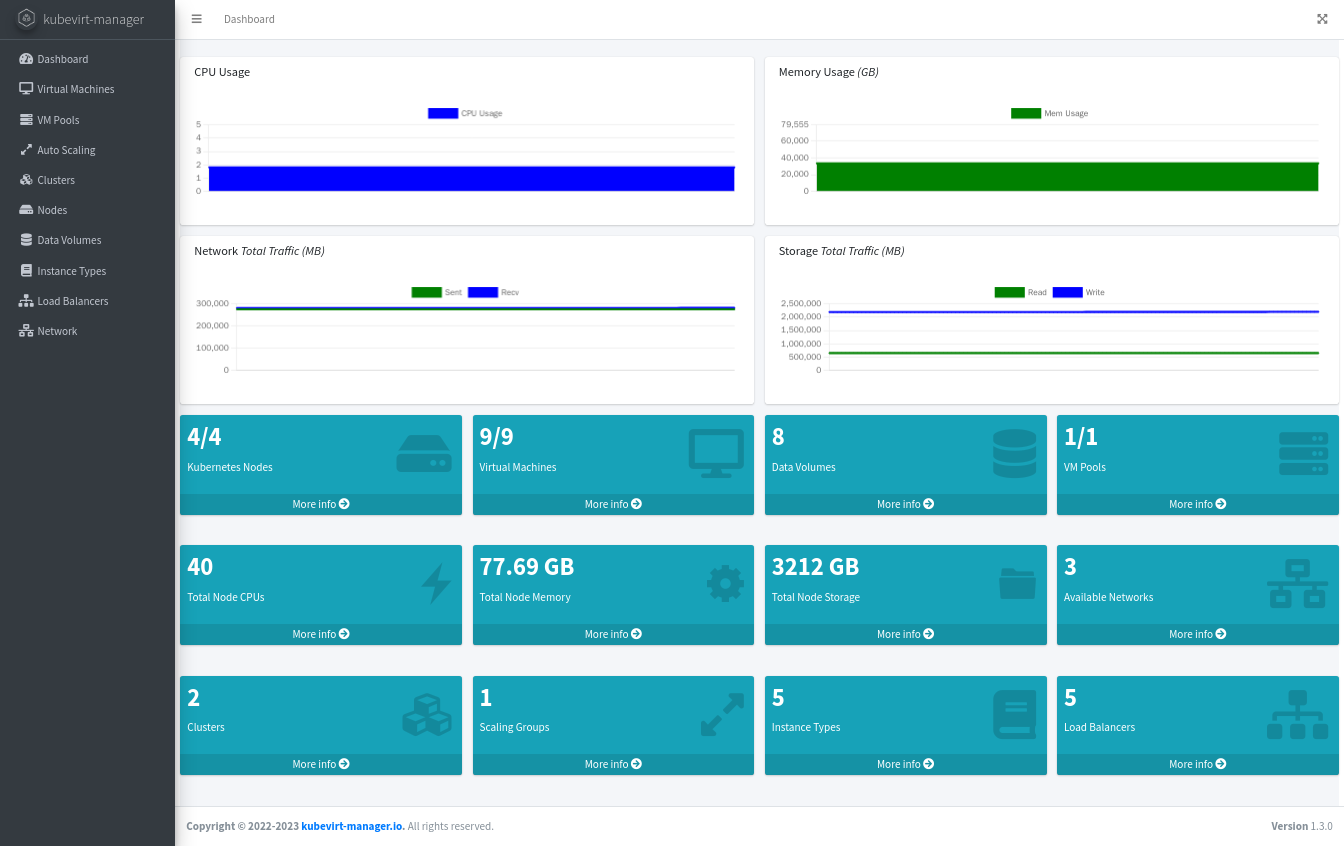 kubevirt-manager
Dashboard
Dashboard
Virtual Machines
VM Pools
Auto Scaling
Clusters
Nodes
Data Volumes
Instance Types
Load Balancers
Network
CPU Usage
CPU Usage
5
4
3
2
1
0
Memory Usage (GB)
Mem Usage
79,555
60,000
40,000
20,000
0
Network Total Traffic (MB)
Sent Recv
300,000
200,000
100,000
0
Storage Total Traffic (MB)
Read Write
2,500,000
2,000,000
1,500,000
1,000,000
500,000
0
4/4
Kubernetes Nodes
More info
9/9
Virtual Machines
More info
8
Data Volumes
More info
1/1
VM Pools
More info
40
Total Node CPUs
More info
77.69 GB
Total Node Memory
More info
3212 GB
Total Node Storage
More info
3
Available Networks
More info
2
Clusters
More info
1
Scaling Groups
More info
5
Instance Types
More info
5
Load Balancers
More info
Copyright © 2022-2023 kubevirt-manager.io. All rights reserved.
Version 1.3.0